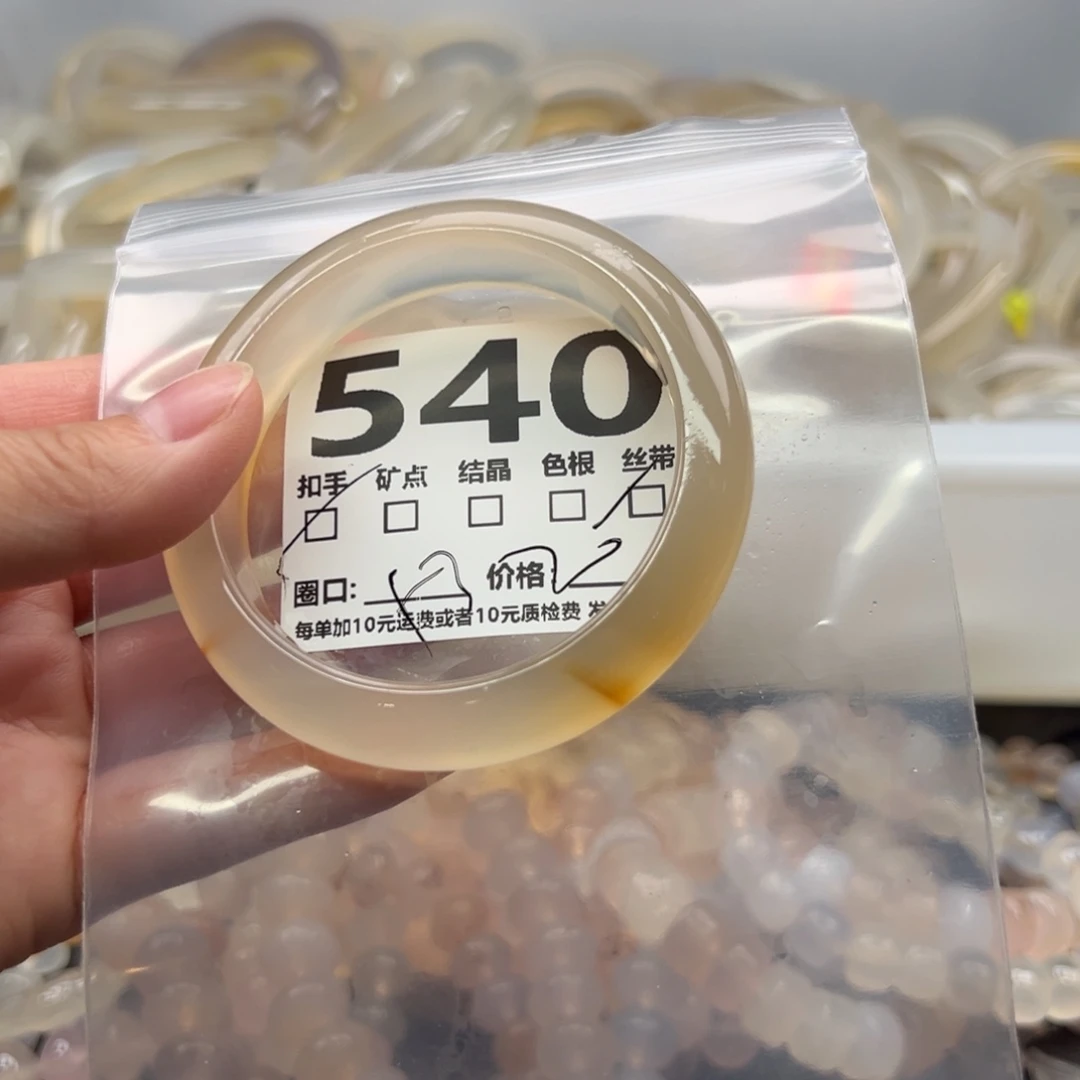 540
扣手 矿点 结晶 色根 丝带
圈口: 价格
每单加10元运费或者10元质检费 发